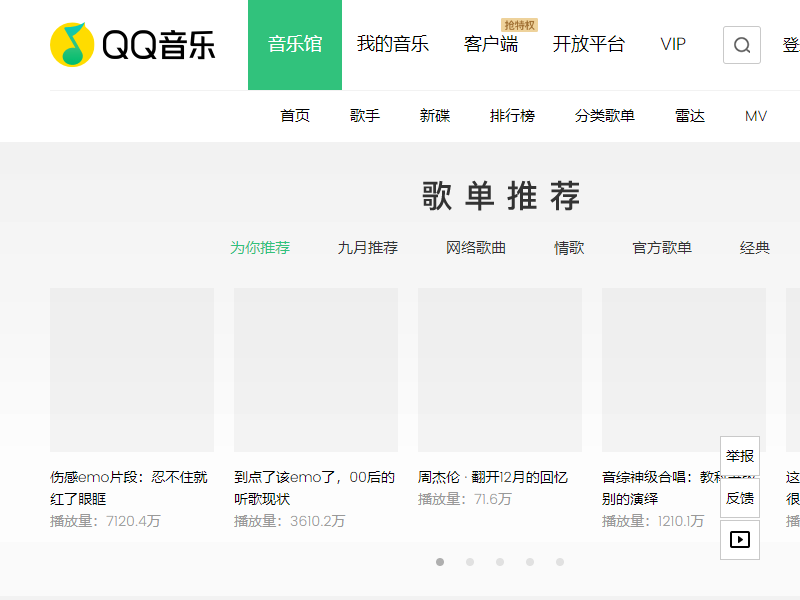 QQ音乐
音乐馆 我的音乐 客户端 抢特权 开放平台 VIP 登
首页 歌手 新碟 排行榜 分类歌单 雷达 MV
歌单推荐
为你推荐 九月推荐 网络歌曲 情歌 官方歌单 经典
伤感emo片段：忍不住就
红了眼眶
播放量：7120.4万
到点了该emo了，00后的
听歌现状
播放量：3610.2万
周杰伦 · 翻开12月的回忆
播放量：71.6万
音综神级合唱：教科
别的演绎
播放量：1210.1万
这
很
播
举报
反馈